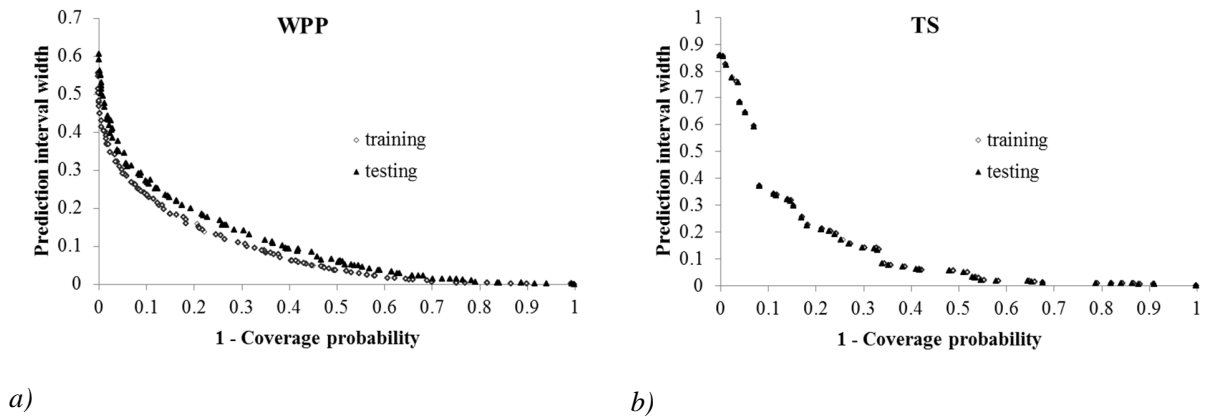 WPP
Prediction interval width
0.7
0.6
0.5
0.4
0.3
0.2
0.1
0
0 0.1 0.2 0.3 0.4 0.5 0.6 0.7 0.8 0.9 1
1 - Coverage probability
training
testing
a)
TS
Prediction interval width
1
0.9
0.8
0.7
0.6
0.5
0.4
0.3
0.2
0.1
0
0 0.1 0.2 0.3 0.4 0.5 0.6 0.7 0.8 0.9 1
1 - Coverage probability
training
testing
b)